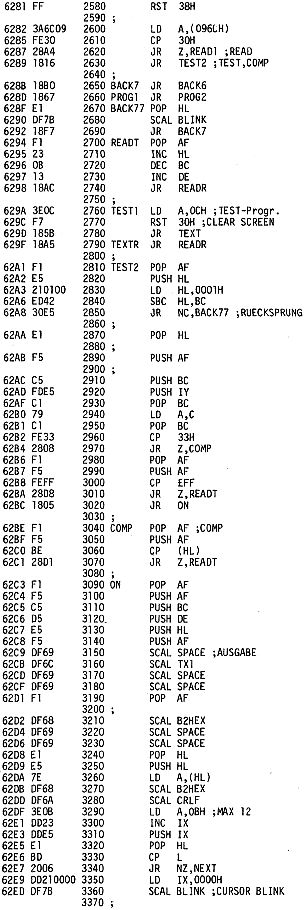 6281 FF 2580 RST 38H
2590 ;
6282 3A6C09 2600 LD A,(096LH)
6285 FE30 2610 CP 30H
6287 28A4 2620 JR Z,READ1 ;READ
6289 1816 2630 JR TEST2 ;TEST,COMP
2640 ;
628B 18B0 2650 BACK7 JR BACK6
628D 1867 2660 PROG1 JR PROG2
628F E1 2670 BACK77 POP HL
6290 DF7B 2680 SCAL BLINK
6292 18F7 2690 JR BACK7
6294 F1 2700 READT POP AF
6295 23 2710 INC HL
6296 0B 2720 DEC BC
6297 13 2730 INC DE
6298 18AC 2740 JR READR
2750 ;
629A 3E0C 2760 TEST1 LD A,0CH ;TEST-Progr.
629C F7 2770 RST 30H ;CLEAR SCREEN
629D 185B 2780 JR TEXT
629F 18A5 2790 TEXTR JR READR
2800 ;
62A1 F1 2810 TEST2 POP AF
62A2 E5 2820 PUSH HL
62A3 210100 2830 LD HL,0001H
62A6 ED42 2840 SBC HL,BC
62A8 30E5 2850 JR NC,BACK77 ;RUECKSPRUNG
2860 ;
62AA E1 2870 POP HL
2880 ;
62AB F5 2890 PUSH AF
2900 ;
62AC C5 2910 PUSH BC
62AD FDE5 2920 PUSH IY
62AF C1 2930 POP BC
62B0 79 2940 LD A,C
62B1 C1 2950 POP BC
62B2 FE33 2960 CP 33H
62B4 2808 2970 JR Z,COMP
62B6 F1 2980 POP AF
62B7 F5 2990 PUSH AF
62B8 FEFF 3000 CP £FF
62BA 28D8 3010 JR Z,READT
62BC 1805 3020 JR ON
3030 ;
62BE F1 3040 COMP POP AF ;COMP
62BF F5 3050 PUSH AF
62C0 BE 3060 CP (HL)
62C1 28D1 3070 JR Z,READT
3080 ;
62C3 F1 3090 ON POP AF
62C4 F5 3100 PUSH AF
62C5 C5 3110 PUSH BC
62C6 D5 3120 PUSH DE
62C7 E5 3130 PUSH HL
62C8 F5 3140 PUSH AF
62C9 DF69 3150 SCAL SPACE ;AUSGABE
62CB DF6C 3160 SCAL TX1
62CD DF69 3170 SCAL SPACE
62CF DF69 3180 SCAL SPACE
62D1 F1 3190 POP AF
3200 ;
62D2 DF68 3210 SCAL B2HEX
62D4 DF69 3220 SCAL SPACE
62D6 DF69 3230 SCAL SPACE
62D8 E1 3240 POP HL
62D9 E5 3250 PUSH HL
62DA 7E 3260 LD A,(HL)
62DB DF68 3270 SCAL B2HEX
62DD DF6A 3280 SCAL CRLF
62DF 3E0B 3290 LD A,0BH ;MAX 12
62E1 DD23 3300 INC IX
62E3 DDE5 3310 PUSH IX
62E5 E1 3320 POP HL
62E6 BD 3330 CP L
62E7 2006 3340 JR NZ,NEXT
62E9 DD210000 3350 LD IX,0000H
62ED DF7B 3360 SCAL BLINK ;CURSOR BLINK
3370 ;